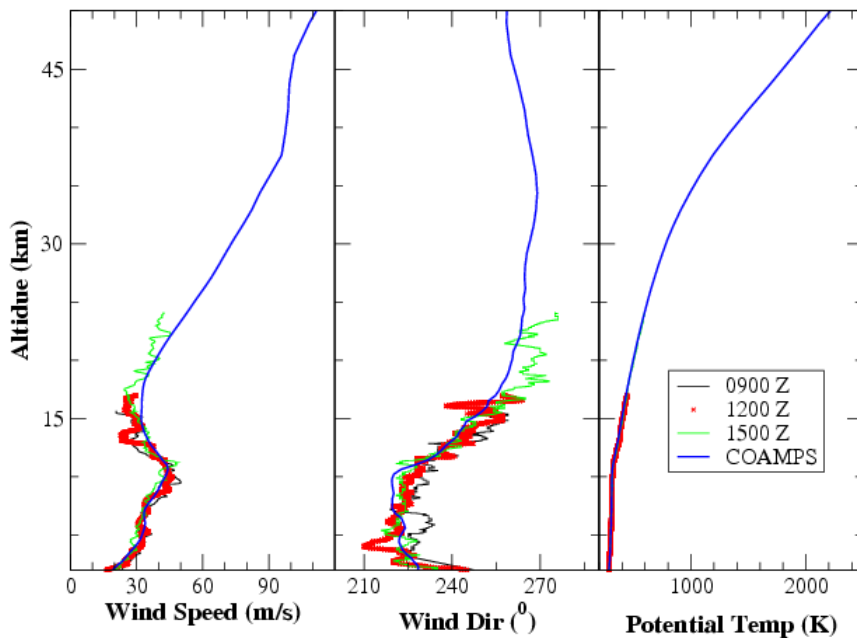 Altidue (km)
45
30
15
0 30 60 90
Wind Speed (m/s)
210 240 270
Wind Dir (⁰)
1000 2000
Potential Temp (K)
0900 Z
1200 Z
1500 Z
COAMPS